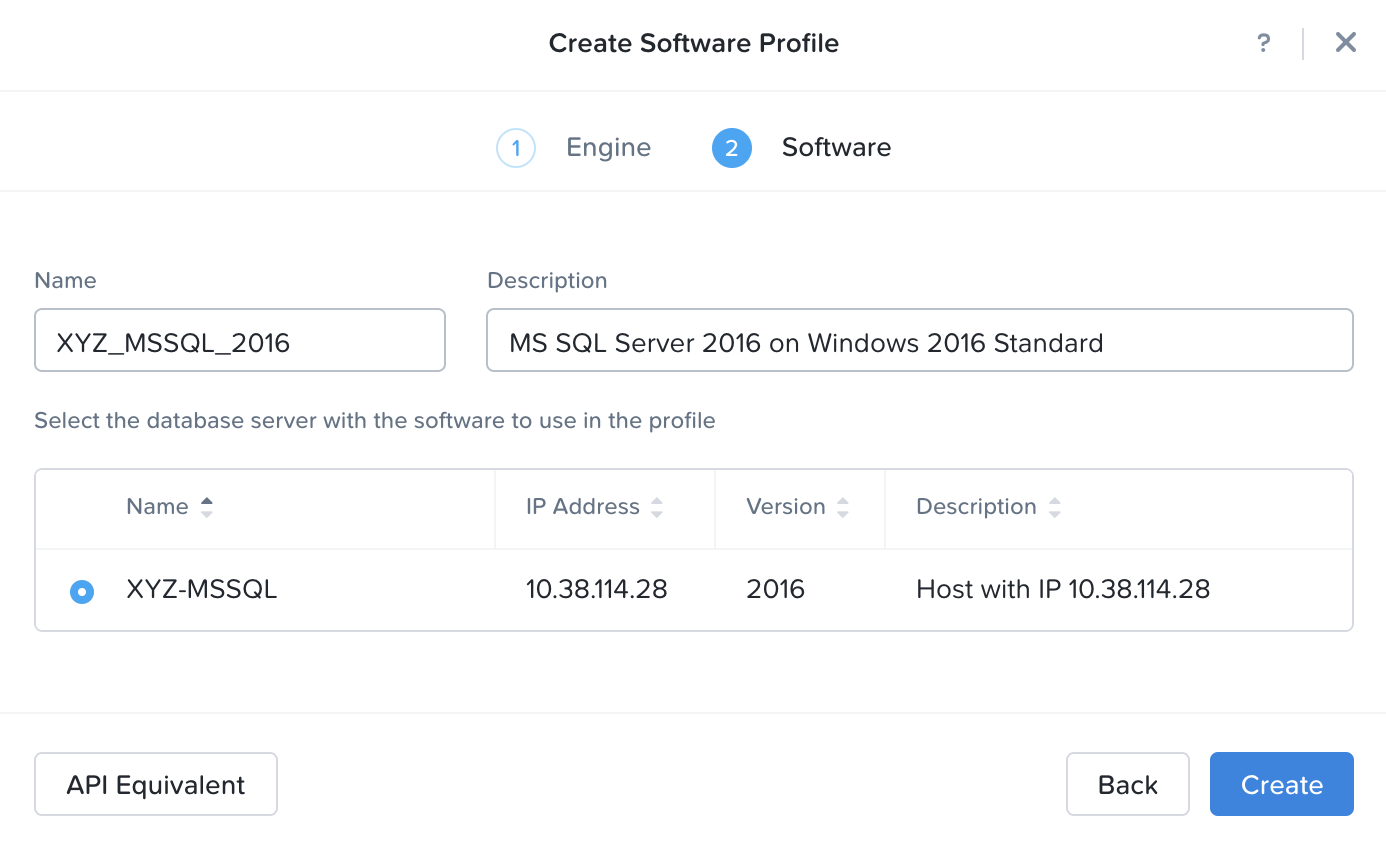 Create Software Profile ?
1 Engine 2 Software
Name Description
XYZ_MSSQL_2016 MS SQL Server 2016 on Windows 2016 Standard
Select the database server with the software to use in the profile
Name IP Address Version Description
XYZ-MSSQL 10.38.114.28 2016 Host with IP 10.38.114.28
API Equivalent Back Create